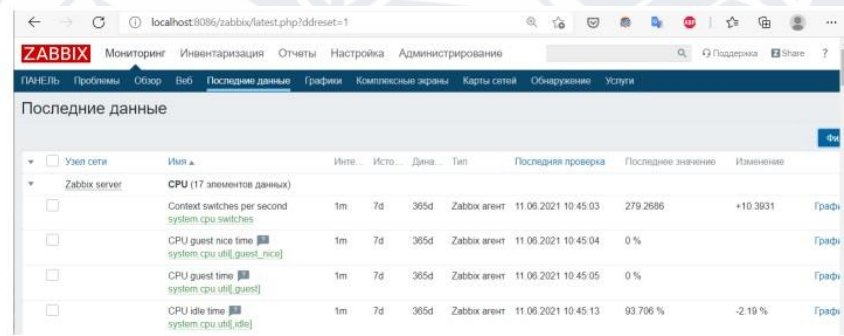 localhost:8086/zabbix/latest.php?ddreset=1
ZABBIX Мониторинг Инвентаризация Отчеты Настройка Администрирование Поддержка Share ?
ПАНЕЛЬ Проблемы Обзор Веб Последние данные Графики Комплексные экраны Карты сетей Обнаружение Услуги
Последние данные
Узел сети Имя Инте... Исто... Дина... Тип Последняя проверка Последнее значение Изменение
Zabbix server CPU (17 элементов данных)
Context switches per second 1m 7d 365d Zabbix агент 11.06.2021 10:45:03 279.2686 +10.3931 Графи
system.cpu.switches
CPU guest nice time ? 1m 7d 365d Zabbix агент 11.06.2021 10:45:04 0 % Графи
system.cpu.util[,guest_nice]
CPU guest time ? 1m 7d 365d Zabbix агент 11.06.2021 10:45:05 0 % Графи
system.cpu.util[,guest]
CPU idle time ? 1m 7d 365d Zabbix агент 11.06.2021 10:45:13 93.706 % -2.19 % Графи
system.cpu.util[,idle]